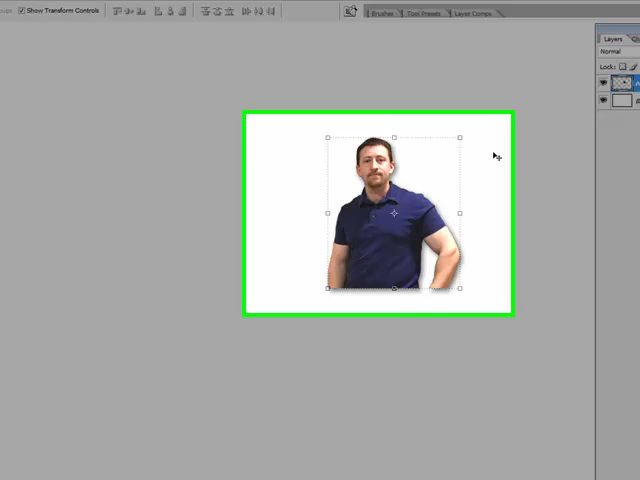 Show Transform Controls
Brushes
Tool Presets
Layer Comps
Layers
Normal
Lock: